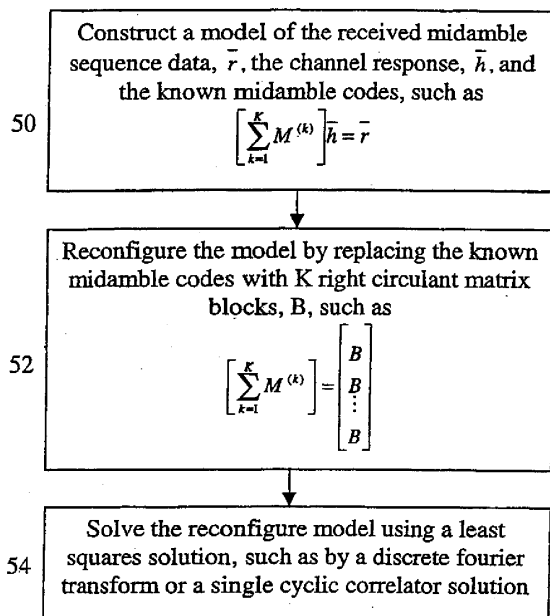 Construct a model of the received midamble
sequence data, r̄, the channel response, h̄, and
the known midamble codes, such as
50
[∑_{k=1}^{K} M^{(k)}] h̄ = r̄
Reconfigure the model by replacing the known
midamble codes with K right circulant matrix
blocks, B, such as
52
[∑_{k=1}^{K} M^{(k)}] = [B B ⋮ B]
Solve the reconfigure model using a least
squares solution, such as by a discrete fourier
54
transform or a single cyclic correlator solution